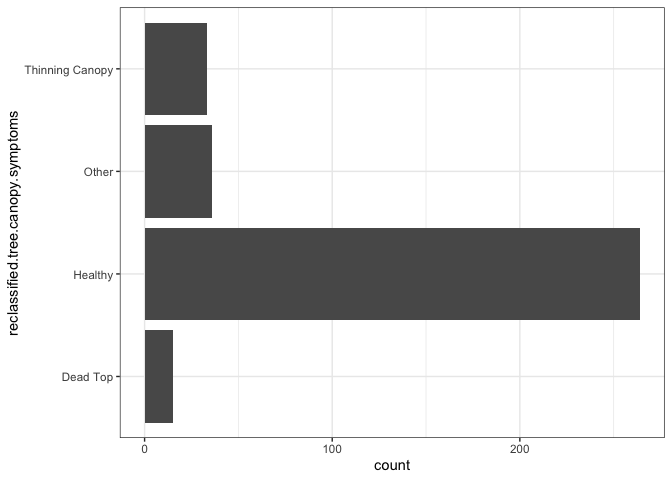 reclassified.tree.canopy.symptoms
Thinning Canopy
Other
Healthy
Dead Top
0 100 200
count